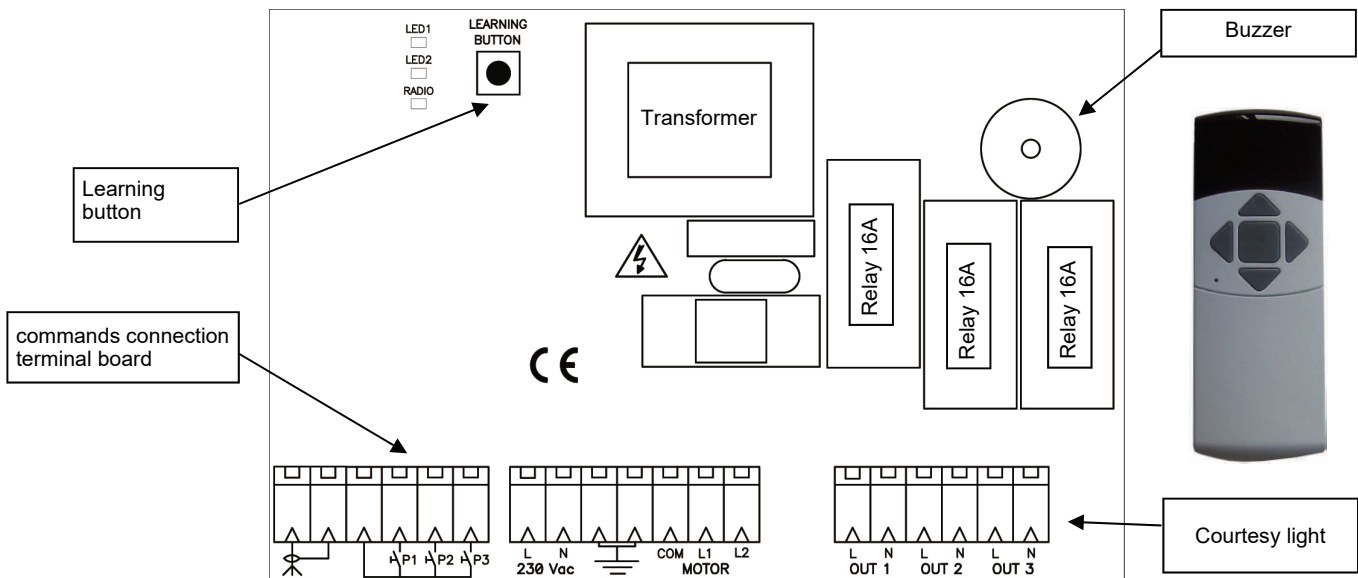 LED1
LED2
RADIO
LEARNING
BUTTON
Transformer
Buzzer
Learning
button
Relay 16A
Relay 16A
Relay 16A
commands connection
terminal board
CE
P1 P2 P3
L N COM L1 L2
230 Vac MOTOR
L N L N L N
OUT 1 OUT 2 OUT 3
Courtesy light